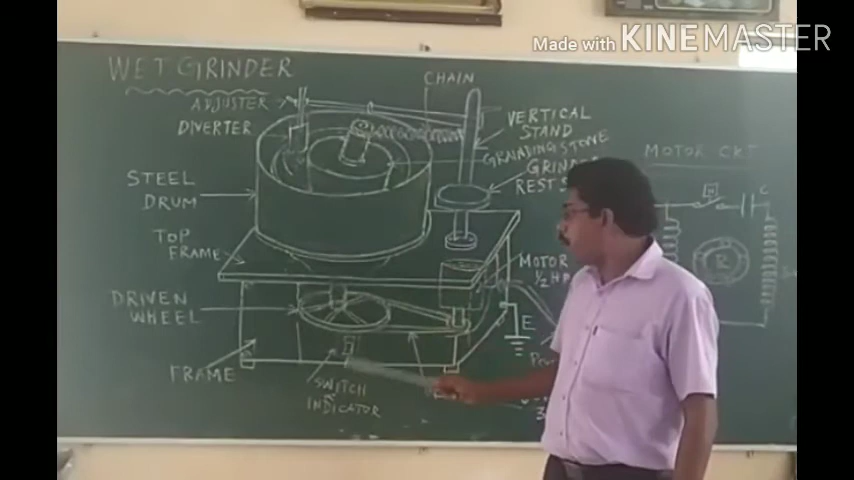 Made with KINEMASTER
WET GRINDER
CHAIN
ADJUSTER
DIVERTER
VERTICAL
STAND
GRAINDING STONE
GRINDER
REST S
STEEL
DRUM
TOP
FRAME
MOTOR CKT
C
R
MOTOR
1/2 HP
DRIVEN
WHEEL
E
FRAME
SWITCH
INDICATOR